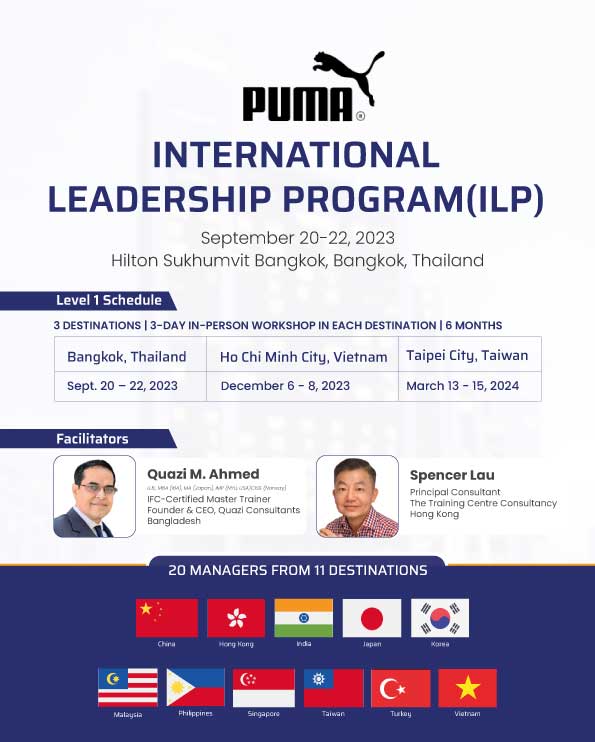 PUMA®
INTERNATIONAL
LEADERSHIP PROGRAM(ILP)
September 20-22, 2023
Hilton Sukhumvit Bangkok, Bangkok, Thailand
Level 1 Schedule
3 DESTINATIONS | 3-DAY IN-PERSON WORKSHOP IN EACH DESTINATION | 6 MONTHS
Bangkok, Thailand Ho Chi Minh City, Vietnam Taipei City, Taiwan
Sept. 20 – 22, 2023 December 6 - 8, 2023 March 13 - 15, 2024
Facilitators
Quazi M. Ahmed
IFC-Certified Master Trainer
Founder & CEO, Quazi Consultants
Bangladesh
Spencer Lau
Principal Consultant
The Training Centre Consultancy
Hong Kong
20 MANAGERS FROM 11 DESTINATIONS
China Hong Kong India Japan Korea
Malaysia Philippines Singapore Taiwan Turkey Vietnam